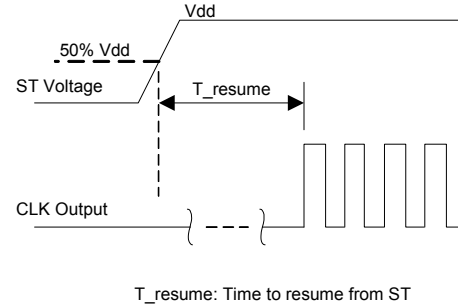 Vdd
50% Vdd
ST Voltage
T_resume
CLK Output
T_resume: Time to resume from ST